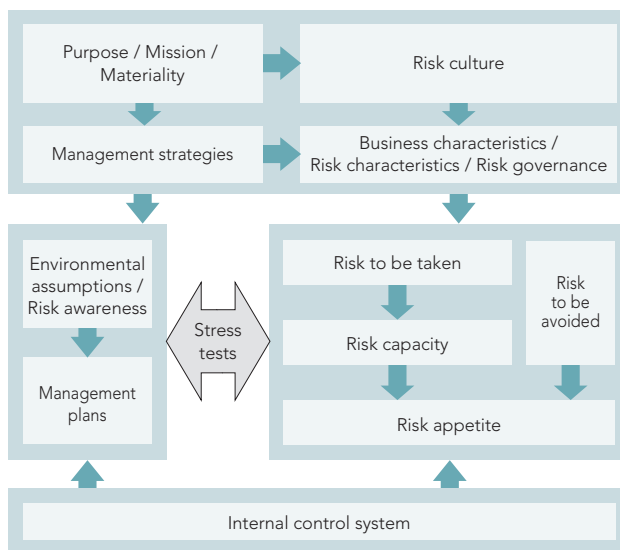 Purpose / Mission /
Materiality
Risk culture
Management strategies
Business characteristics /
Risk characteristics / Risk governance
Environmental
assumptions /
Risk awareness
Management
plans
Stress
tests
Risk to be taken
Risk capacity
Risk
to be
avoided
Risk appetite
Internal control system